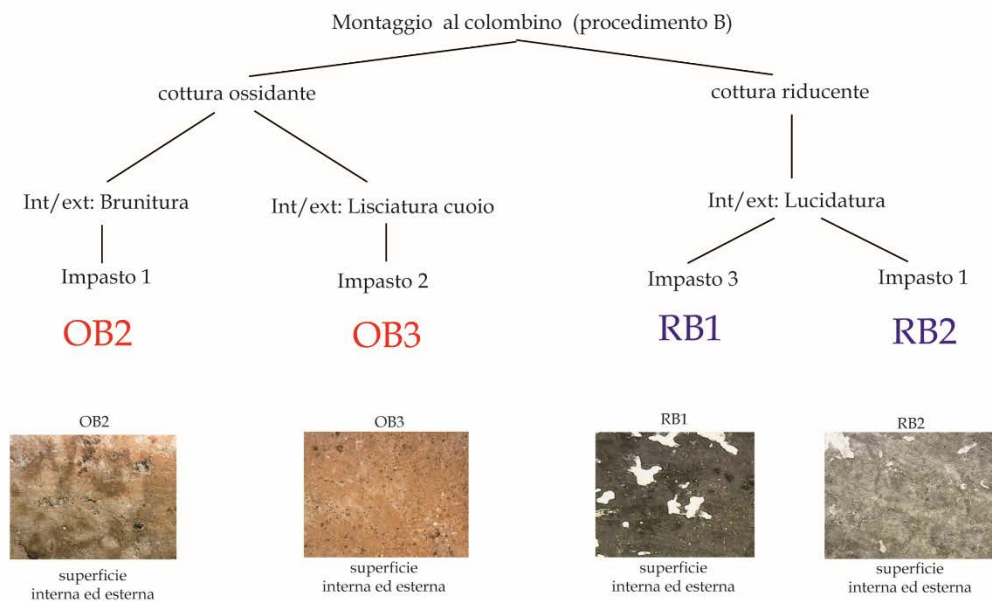 Montaggio al colombino (procedimento B)
cottura ossidante
cottura riducente
Int/ext: Brunitura
Int/ext: Lisciatura cuoio
Int/ext: Lucidatura
Impasto 1
Impasto 2
Impasto 3
Impasto 1
OB2
OB3
RB1
RB2
OB2
OB3
RB1
RB2
superficie
interna ed esterna
superficie
interna ed esterna
superficie
interna ed esterna
superficie
interna ed esterna